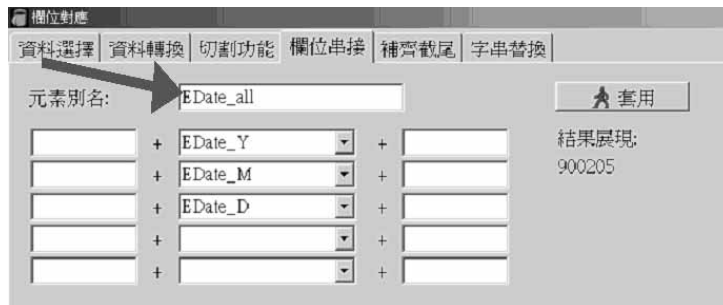 欄位對應
資料選擇 資料轉換 切割功能 欄位串接 補齊截尾 字串替換
元素別名: EDate_all 套用
+ EDate_Y + 結果展現:
+ EDate_M + 900205
+ EDate_D +
+ +
+ +